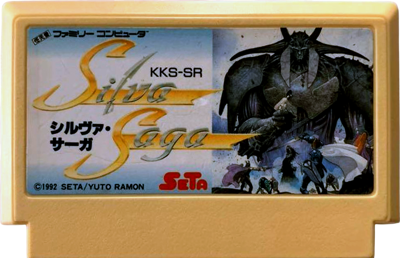 ファミリー コンピュータ
KKS-SR
Silva
Saga
シルヴァ・
サーガ
©1992 SETA/YUTO RAMON
SETA